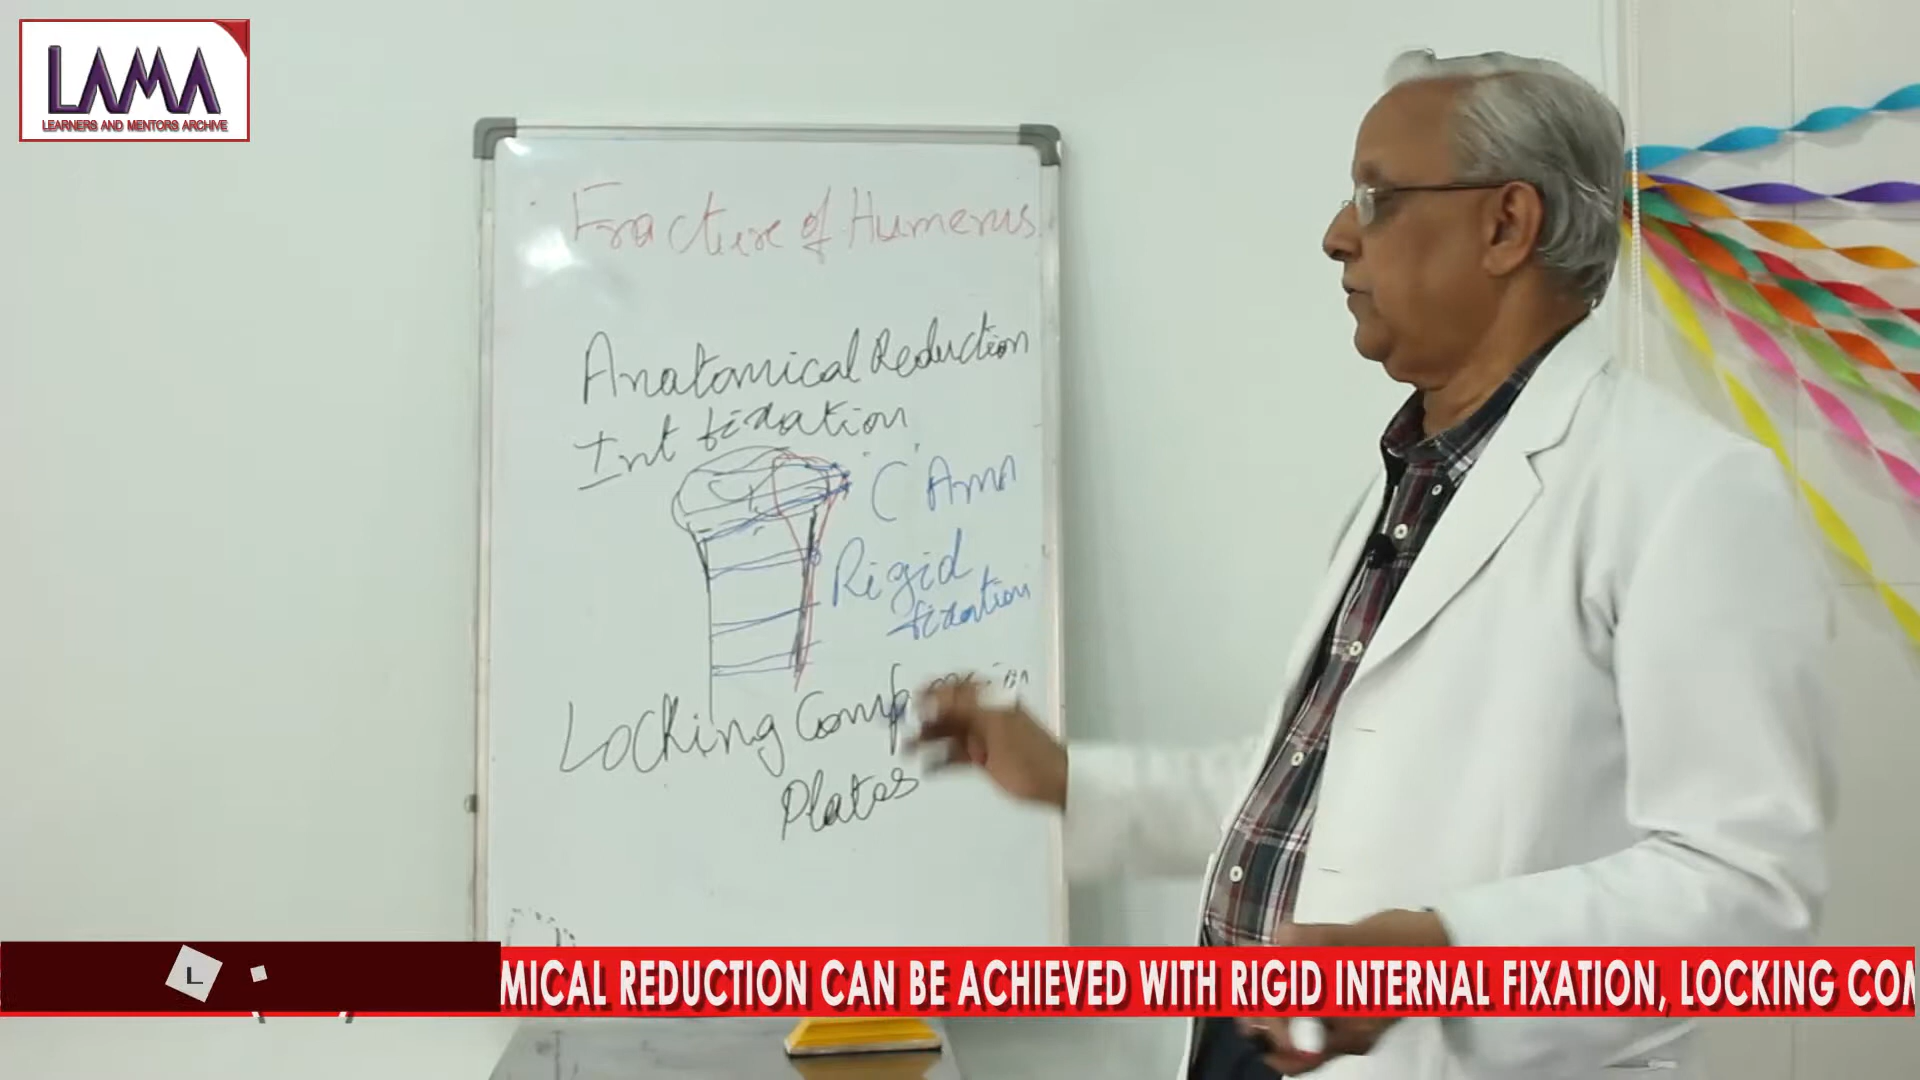 LAMA
LEARNERS AND MENTORS ARCHIVE
Fracture of Humerus
Anatomical Reduction
Int fixation
"C" Arm
Rigid
fixation
Locking
Plates
L
MICAL REDUCTION CAN BE ACHIEVED WITH RIGID INTERNAL FIXATION, LOCKING COM